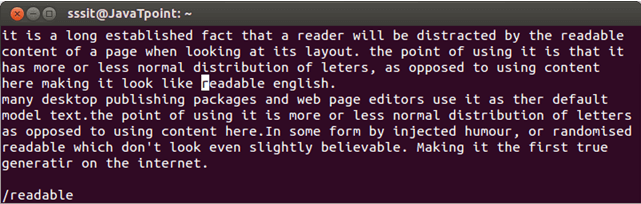 sssit@JavaTpoint: ~
it is a long established fact that a reader will be distracted by the readable
content of a page when looking at its layout. the point of using it is that it
has more or less normal distribution of leters, as opposed to using content
here making it look like readable english.
many desktop publishing packages and web page editors use it as ther default
model text.the point of using it is more or less normal distribution of letters
as opposed to using content here.In some form by injected humour, or randomised
readable which don't look even slightly believable. Making it the first true
generatir on the internet.
/readable